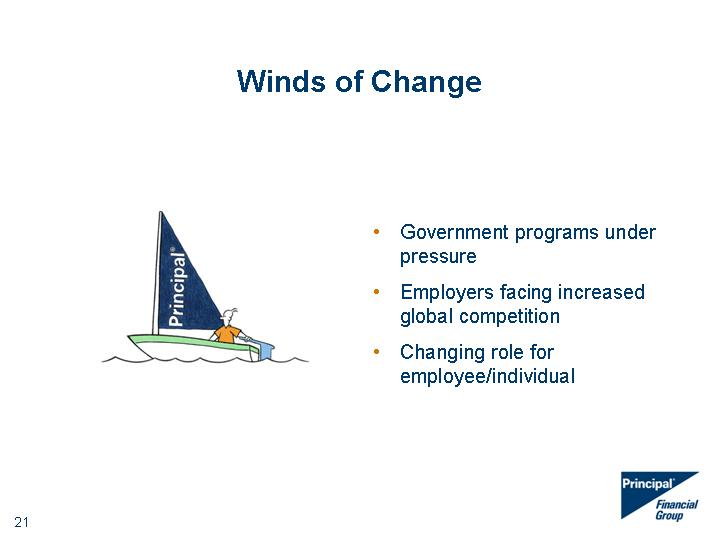 Winds of Change
Principal®
• Government programs under
pressure
• Employers facing increased
global competition
• Changing role for
employee/individual
Principal®
Financial
Group
21